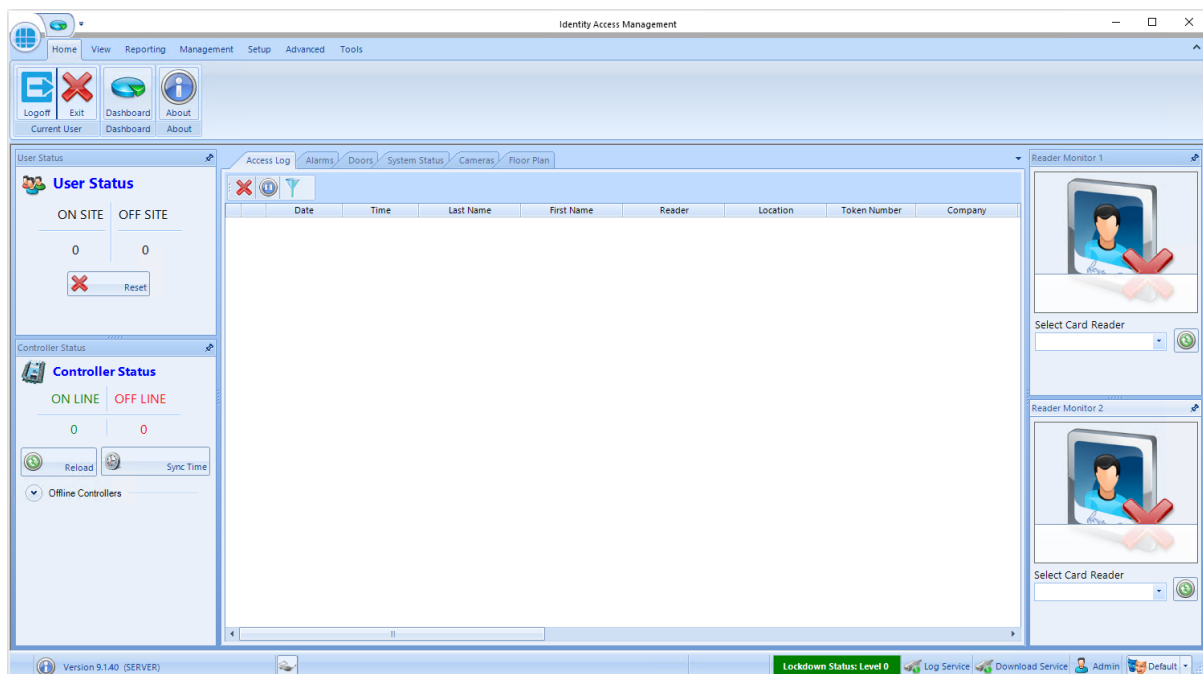 Identity Access Management
Home View Reporting Management Setup Advanced Tools
Logoff Exit Dashboard About
Current User Dashboard About
User Status
User Status
ON SITE OFF SITE
0 0
Reset
Controller Status
Controller Status
ON LINE OFF LINE
0 0
Reload Sync Time
Offline Controllers
Access Log Alarms Doors System Status Cameras Floor Plan
Date Time Last Name First Name Reader Location Token Number Company
Reader Monitor 1
Select Card Reader
Reader Monitor 2
Select Card Reader
Version 9.1.40 (SERVER) Lockdown Status: Level 0 Log Service Download Service Admin Default